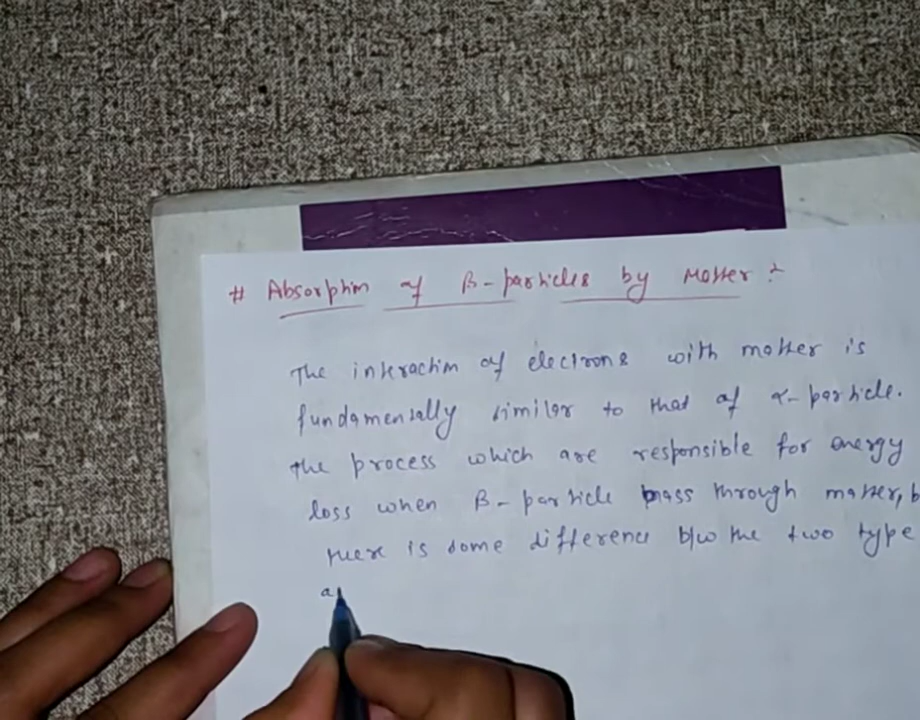 # Absorption of β-particles by Matter :
The interaction of electrons with matter is
fundamentally similar to that of α-particle.
The process which are responsible for energy
loss when β-particle pass through matter, b
there is some difference b/w the two type
a